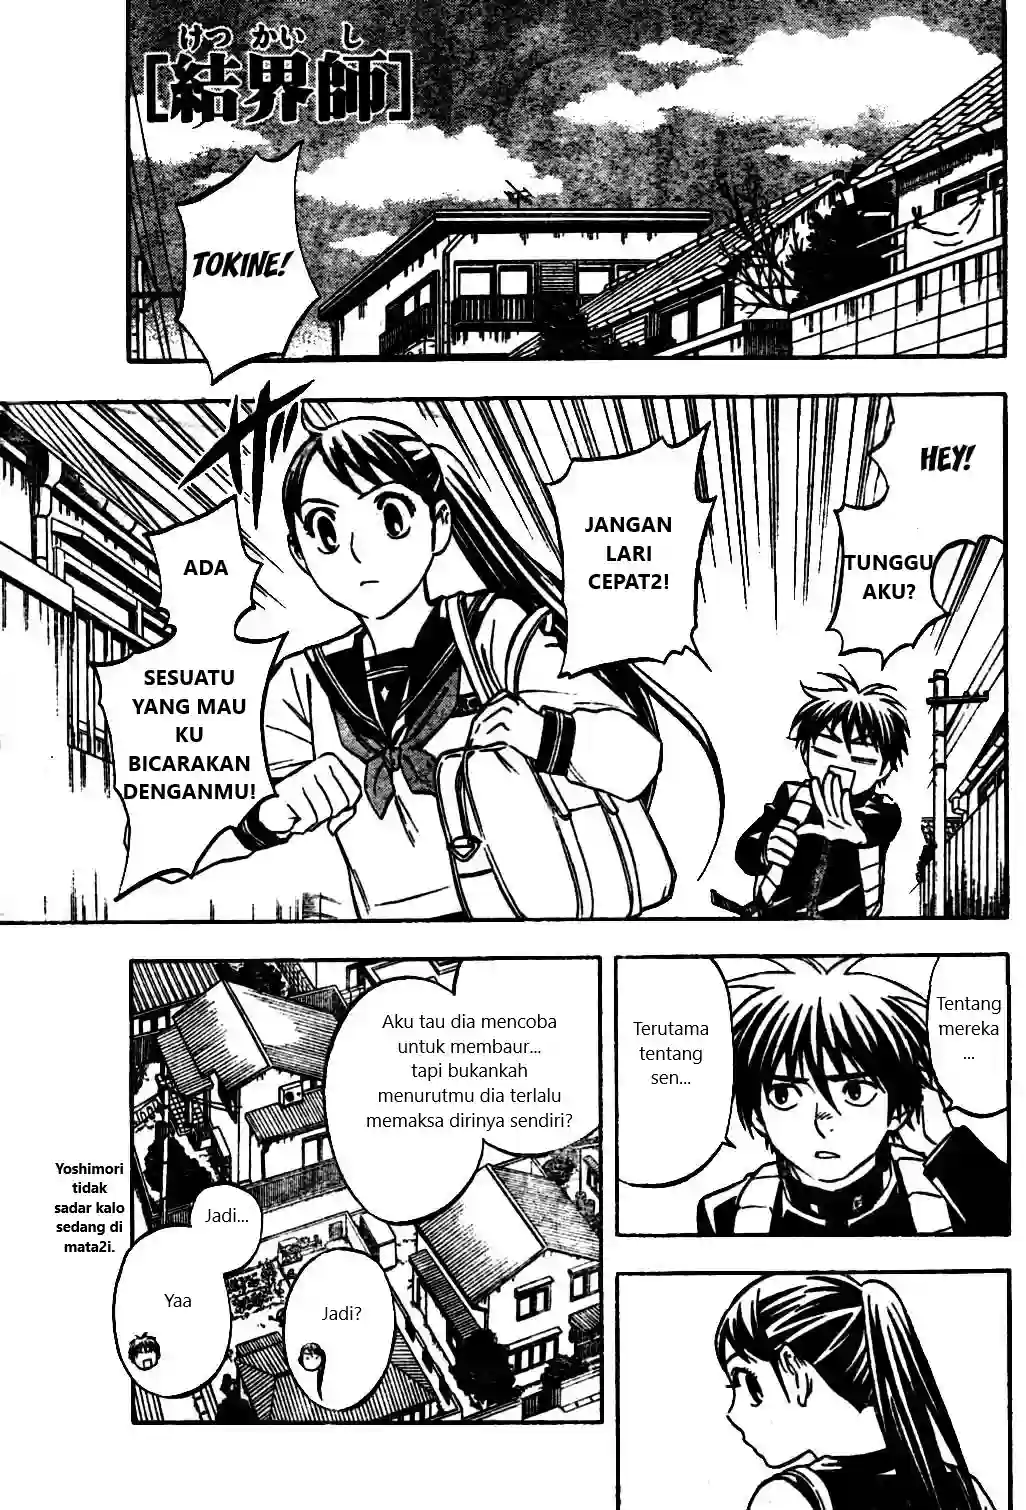 けつ かい し
[結界師]
TOKINE!
HEY!
TUNGGU
AKU?
JANGAN
LARI
CEPAT2!
ADA
SESUATU
YANG MAU
KU
BICARAKAN
DENGANMU!
Tentang
mereka
...
Terutama
tentang
sen...
Aku tau dia mencoba
untuk membaur...
tapi bukankah
menurutmu dia terlalu
memaksa dirinya sendiri?
Jadi?
Jadi...
Yaa
Yoshimori
tidak
sadar kalo
sedang di
mata2i.